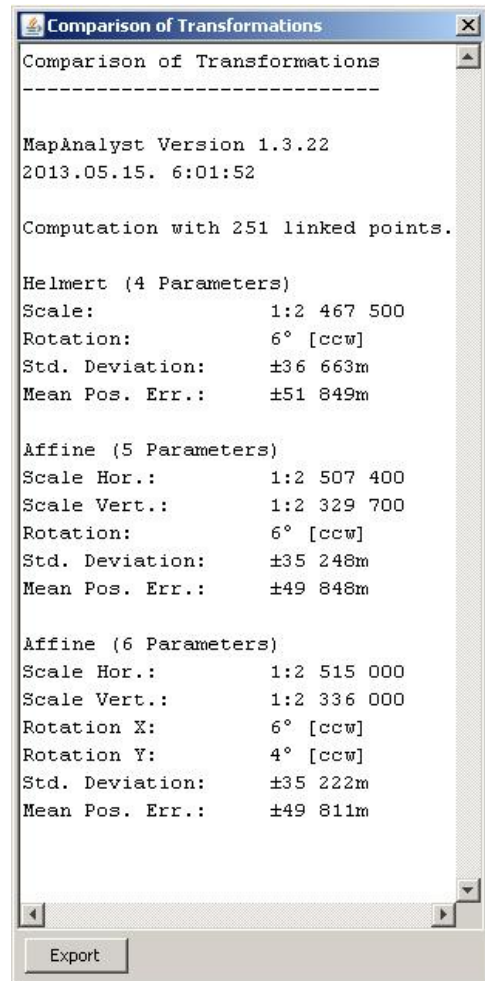 Comparison of Transformations
Comparison of Transformations
-----------------------------
MapAnalyst Version 1.3.22
2013.05.15. 6:01:52
Computation with 251 linked points.
Helmert (4 Parameters)
Scale: 1:2 467 500
Rotation: 6° [ccw]
Std. Deviation: ±36 663m
Mean Pos. Err.: ±51 849m
Affine (5 Parameters)
Scale Hor.: 1:2 507 400
Scale Vert.: 1:2 329 700
Rotation: 6° [ccw]
Std. Deviation: ±35 248m
Mean Pos. Err.: ±49 848m
Affine (6 Parameters)
Scale Hor.: 1:2 515 000
Scale Vert.: 1:2 336 000
Rotation X: 6° [ccw]
Rotation Y: 4° [ccw]
Std. Deviation: ±35 222m
Mean Pos. Err.: ±49 811m
Export